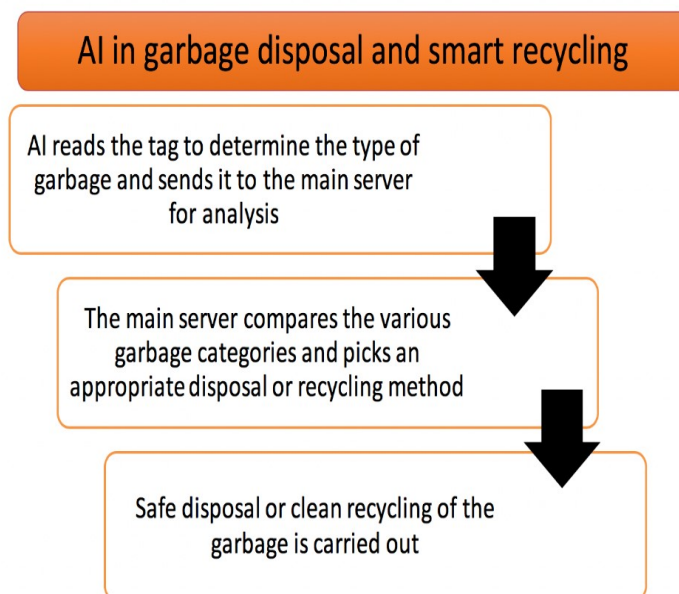 AI in garbage disposal and smart recycling
AI reads the tag to determine the type of
garbage and sends it to the main server
for analysis
The main server compares the various
garbage categories and picks an
appropriate disposal or recycling method
Safe disposal or clean recycling of the
garbage is carried out